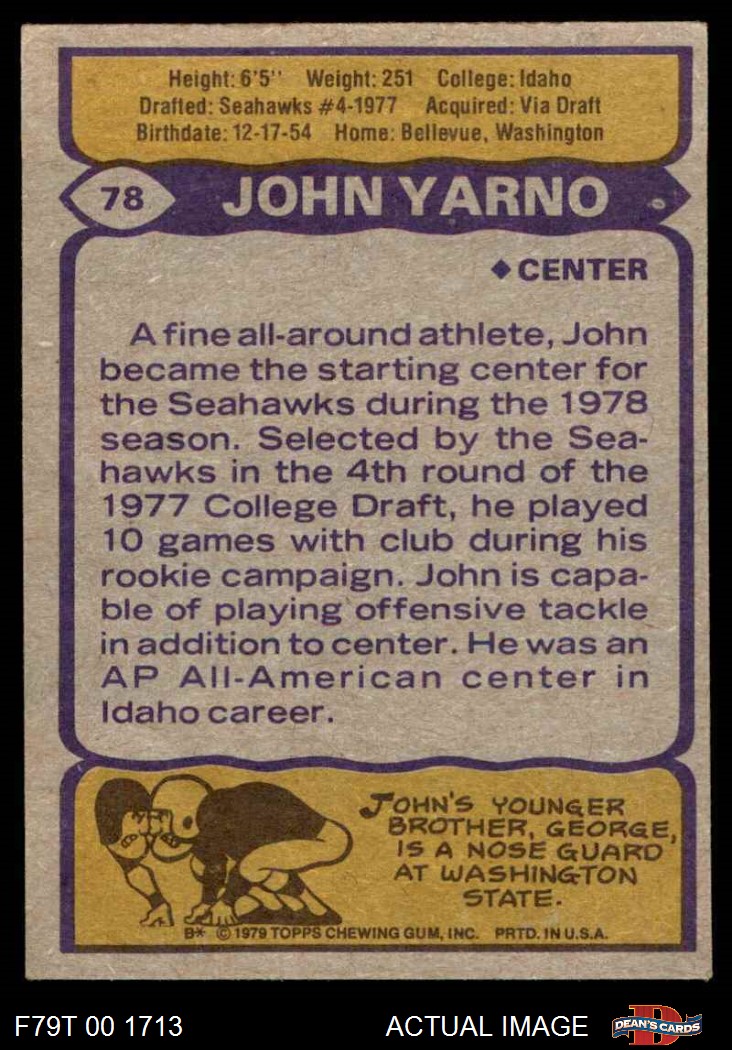 Height: 6'5'' Weight: 251 College: Idaho
Drafted: Seahawks #4-1977 Acquired: Via Draft
Birthdate: 12-17-54 Home: Bellevue, Washington
78 JOHN YARNO
◆ CENTER
A fine all-around athlete, John
became the starting center for
the Seahawks during the 1978
season. Selected by the Sea-
hawks in the 4th round of the
1977 College Draft, he played
10 games with club during his
rookie campaign. John is capa-
ble of playing offensive tackle
in addition to center. He was an
AP All-American center in
Idaho career.
JOHN'S YOUNGER
BROTHER, GEORGE,
IS A NOSE GUARD
AT WASHINGTON
STATE.
B* © 1979 TOPPS CHEWING GUM, INC. PRTD. IN U.S.A.
F79T 00 1713 ACTUAL IMAGE D DEAN'S CARDS